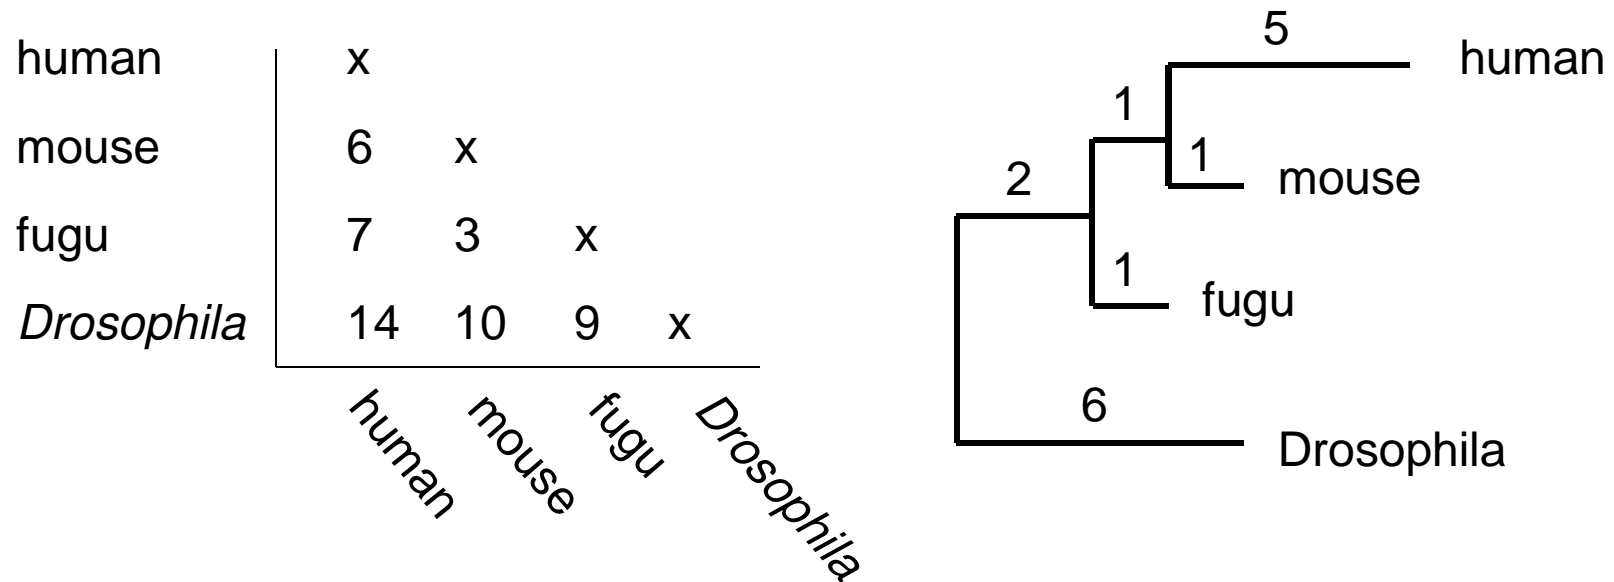 human x
mouse 6 x
fugu 7 3 x
Drosophila 14 10 9 x
human mouse fugu Drosophila
5 human
1
1 mouse
2
1 fugu
6
Drosophila